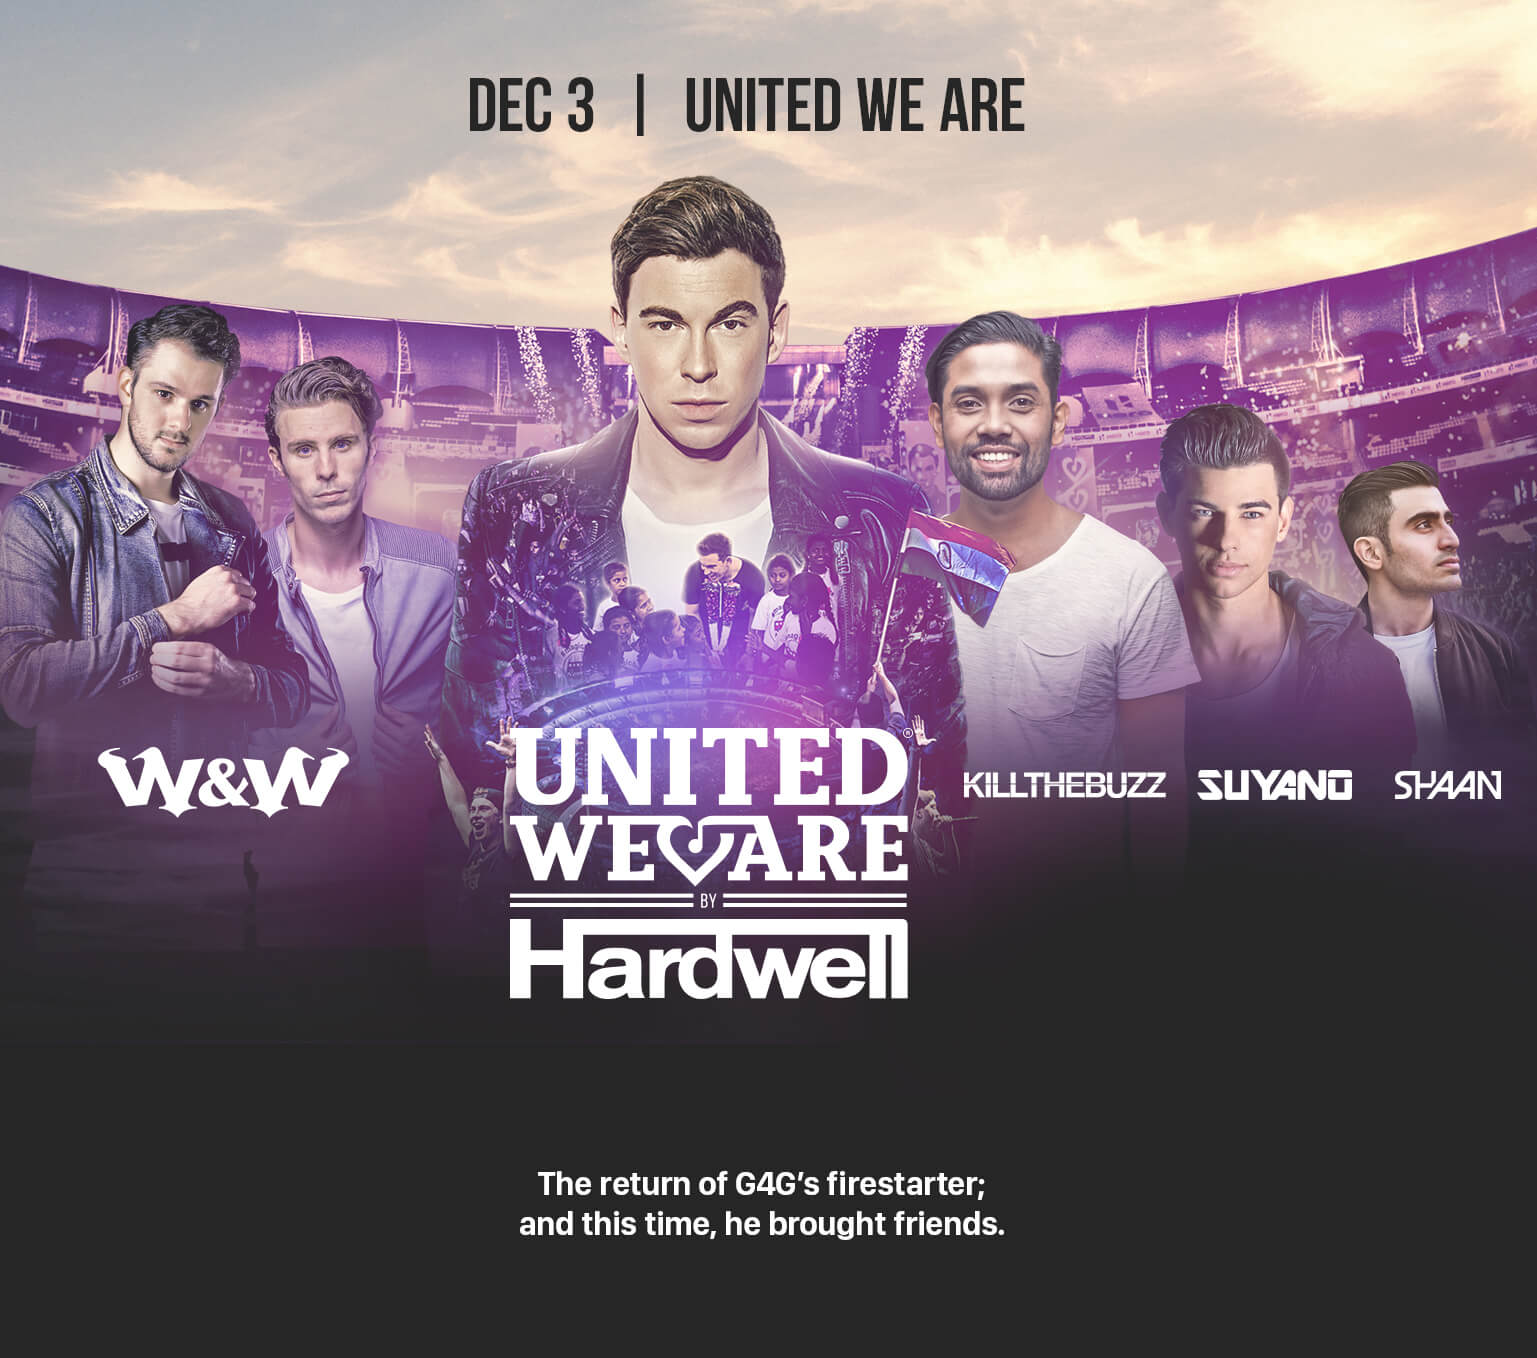 DEC 3 | UNITED WE ARE
W&W
UNITED®
WE ARE
BY
Hardwell
KILLTHEBUZZ
SUYANO
SHAAN
The return of G4G’s firestarter;
and this time, he brought friends.